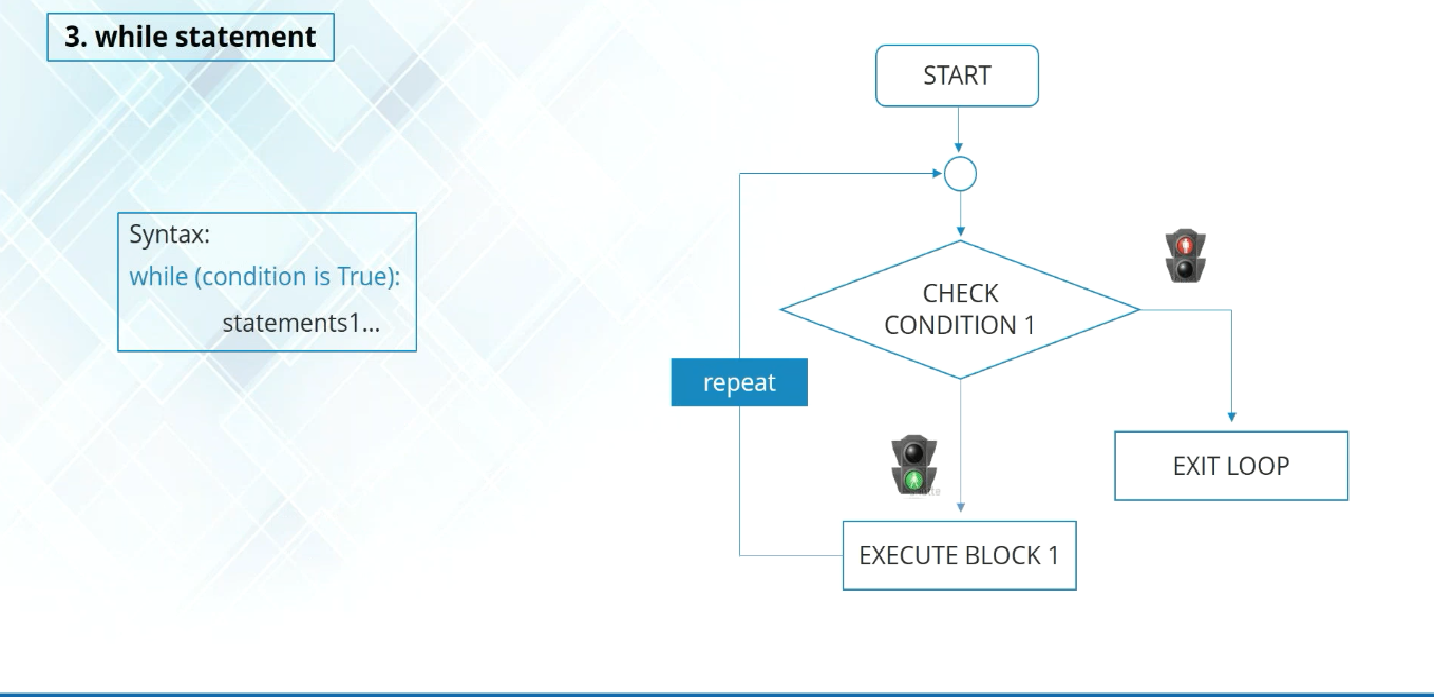 3. while statement
Syntax:
while (condition is True):
statements1...
START
CHECK
CONDITION 1
repeat
EXIT LOOP
EXECUTE BLOCK 1